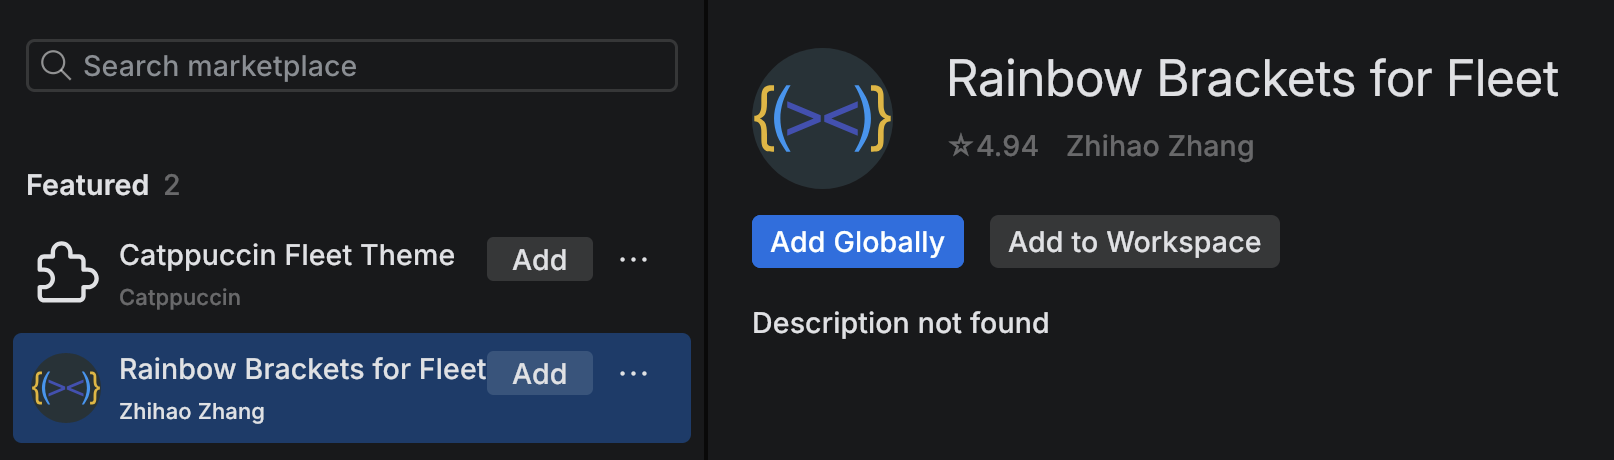 Search marketplace
Featured 2
Catppuccin Fleet Theme
Add
...
Catppuccin
Rainbow Brackets for Fleet
Add
...
Zhihao Zhang
{(><)}
Rainbow Brackets for Fleet
☆4.94 Zhihao Zhang
Add Globally
Add to Workspace
Description not found